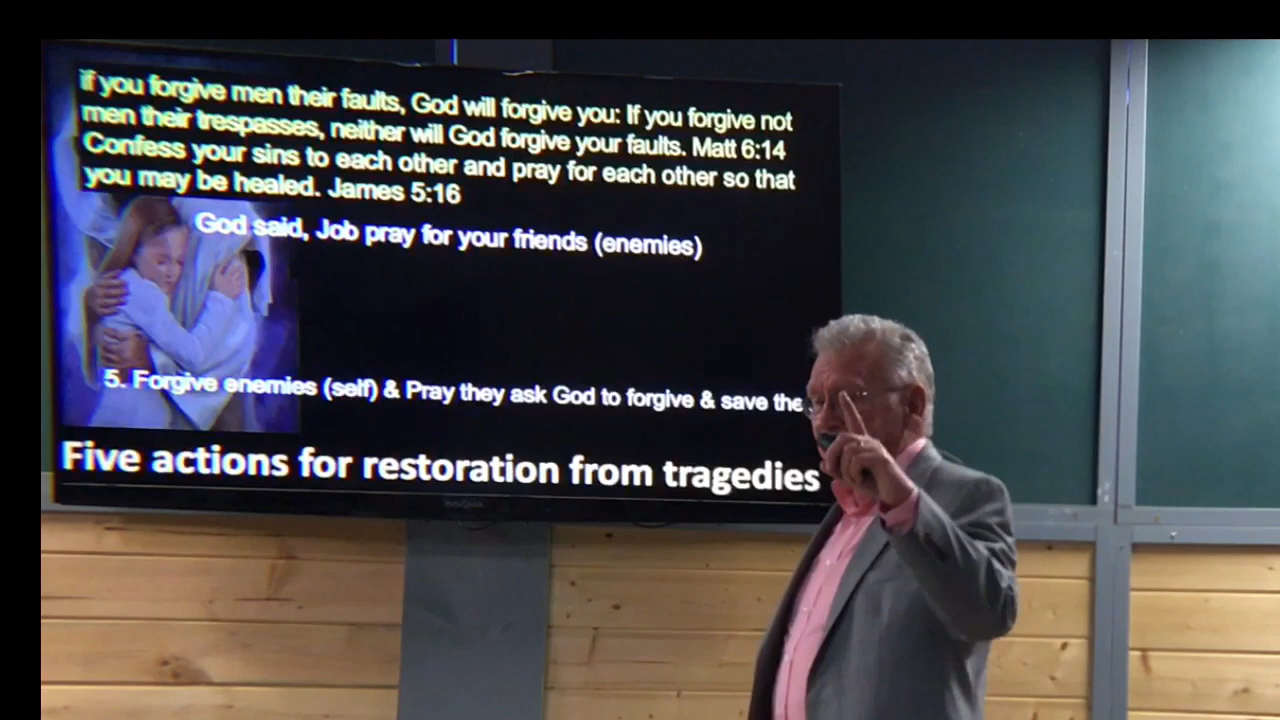 if you forgive men their faults, God will forgive you: If you forgive not
men their trespasses, neither will God forgive your faults. Matt 6:14
Confess your sins to each other and pray for each other so that
you may be healed. James 5:16
God said, Job pray for your friends (enemies)
5. Forgive enemies (self) & Pray they ask God to forgive & save the
Five actions for restoration from tragedies